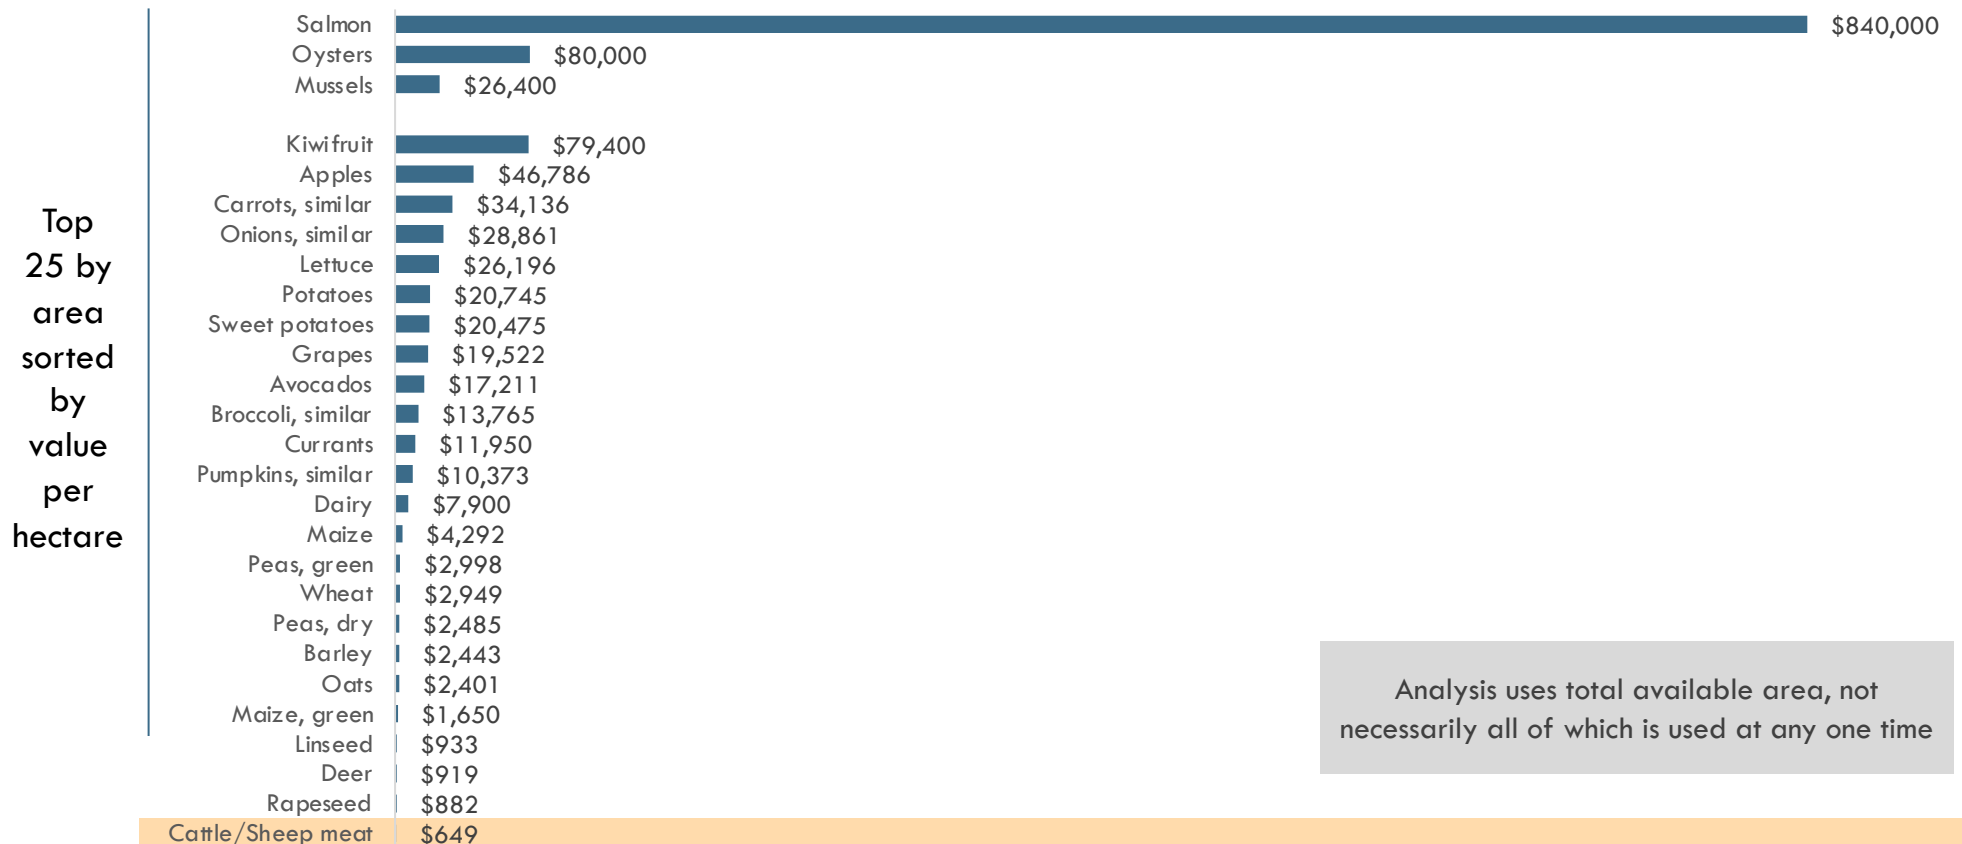 Top
25 by
area
sorted
by
value
per
hectare
Salmon $840,000
Oysters $80,000
Mussels $26,400
Kiwifruit $79,400
Apples $46,786
Carrots, similar $34,136
Onions, similar $28,861
Lettuce $26,196
Potatoes $20,745
Sweet potatoes $20,475
Grapes $19,522
Avocados $17,211
Broccoli, similar $13,765
Currants $11,950
Pumpkins, similar $10,373
Dairy $7,900
Maize $4,292
Peas, green $2,998
Wheat $2,949
Peas, dry $2,485
Barley $2,443
Oats $2,401
Maize, green $1,650
Linseed $933
Deer $919
Rapeseed $882
Cattle/Sheep meat $649
Analysis uses total available area, not
necessarily all of which is used at any one time